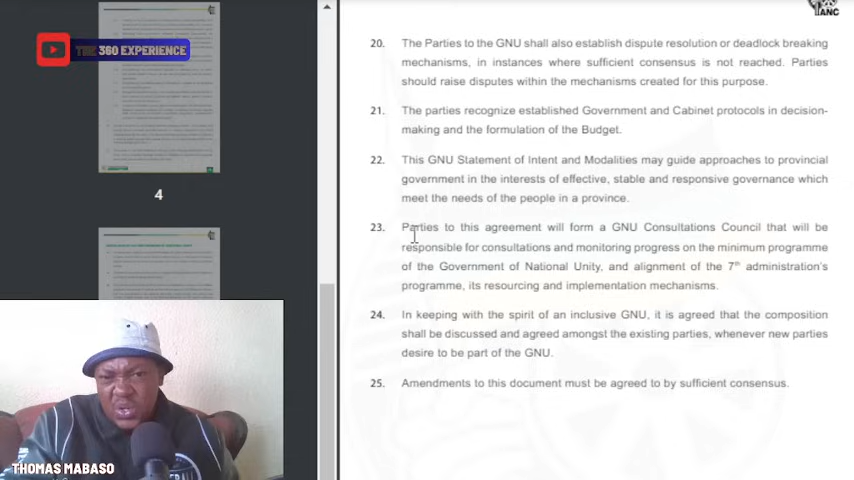 THE 360 EXPERIENCE
ANC
20. The Parties to the GNU shall also establish dispute resolution or deadlock breaking
mechanisms, in instances where sufficient consensus is not reached. Parties
should raise disputes within the mechanisms created for this purpose.
21. The parties recognize established Government and Cabinet protocols in decision-
making and the formulation of the Budget.
22. This GNU Statement of Intent and Modalities may guide approaches to provincial
government in the interests of effective, stable and responsive governance which
meet the needs of the people in a province.
4
23. Parties to this agreement will form a GNU Consultations Council that will be
responsible for consultations and monitoring progress on the minimum programme
of the Government of National Unity, and alignment of the 7th administration's
programme, its resourcing and implementation mechanisms.
24. In keeping with the spirit of an inclusive GNU, it is agreed that the composition
shall be discussed and agreed amongst the existing parties, whenever new parties
desire to be part of the GNU.
25. Amendments to this document must be agreed to by sufficient consensus.
THOMAS MABASO